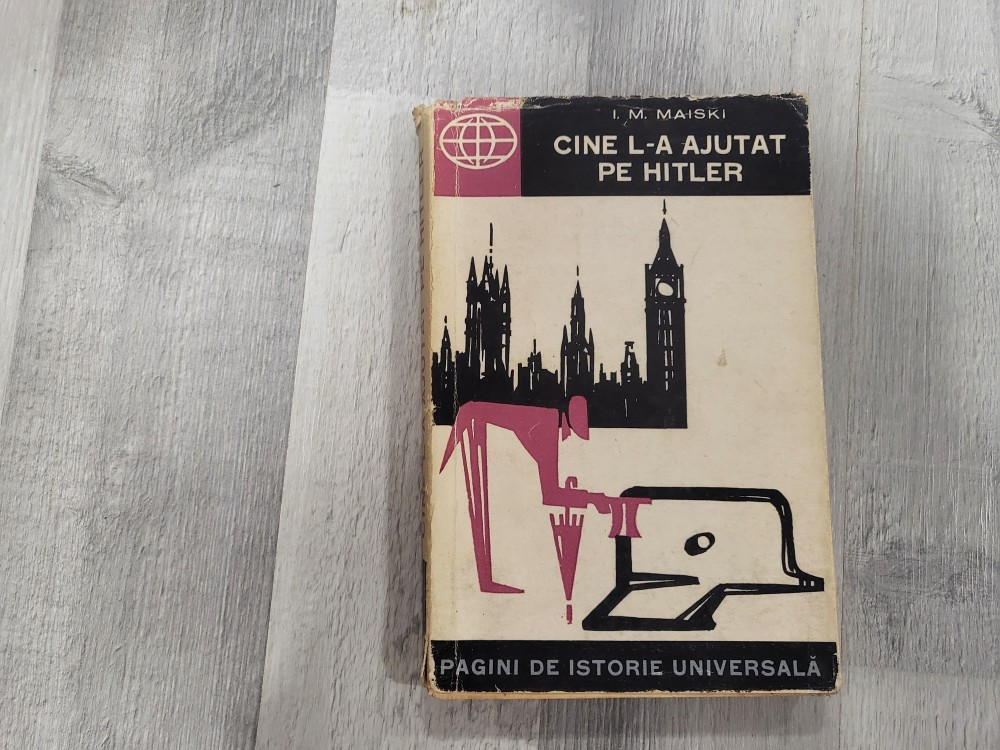 I. M. MAISKI
CINE L-A AJUTAT
PE HITLER
PAGINI DE ISTORIE UNIVERSALĂ